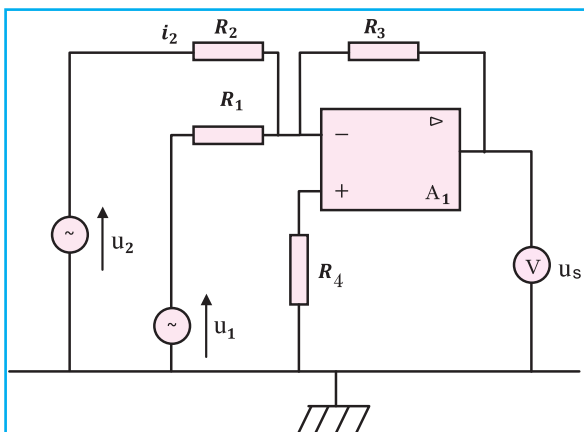 i₂ R₂ R₃
R₁
−
▷
+
A₁
~
u₂
R₄
V
uₛ
~
u₁